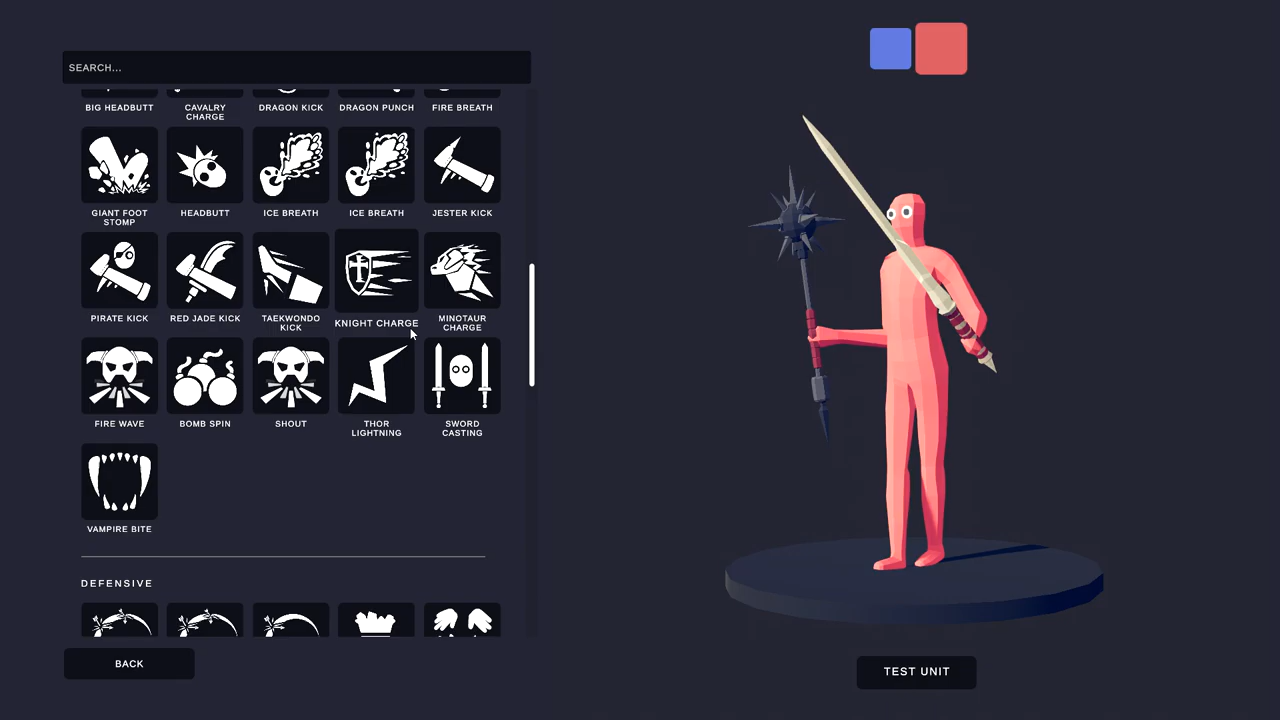 SEARCH...
BIG HEADBUTT
CAVALRY
CHARGE
DRAGON KICK
DRAGON PUNCH
FIRE BREATH
GIANT FOOT
STOMP
HEADBUTT
ICE BREATH
ICE BREATH
JESTER KICK
PIRATE KICK
RED JADE KICK
TAEKWONDO
KICK
KNIGHT CHARGE
MINOTAUR
CHARGE
FIRE WAVE
BOMB SPIN
SHOUT
THOR
LIGHTNING
SWORD
CASTING
VAMPIRE BITE
DEFENSIVE
BACK
TEST UNIT